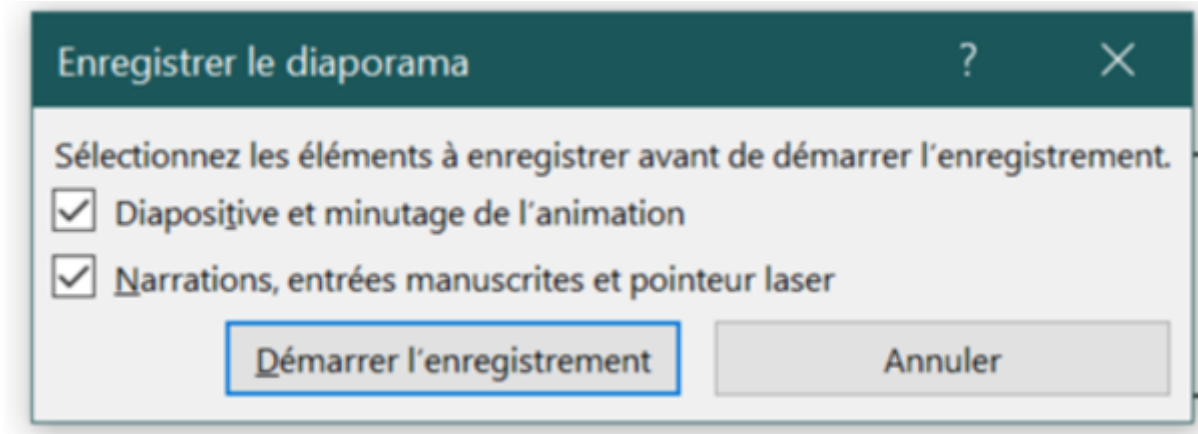 Enregistrer le diaporama ? ×
Sélectionnez les éléments à enregistrer avant de démarrer l'enregistrement.
Diapositive et minutage de l'animation
Narrations, entrées manuscrites et pointeur laser
Démarrer l'enregistrement Annuler